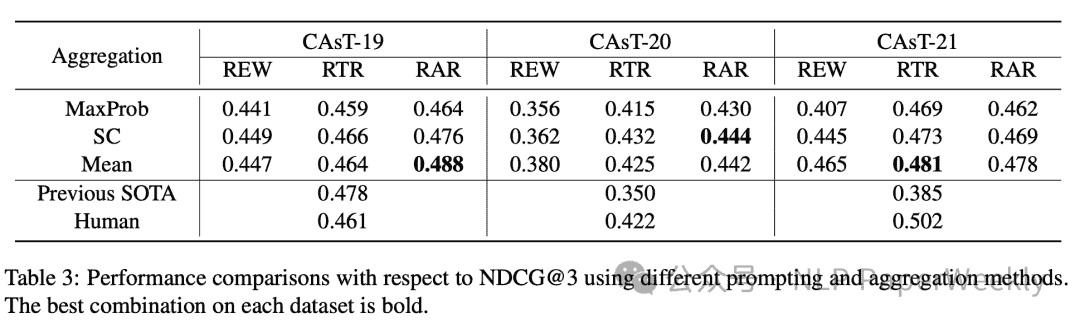 Aggregation CAsT-19 CAsT-20 CAsT-21
REW RTR RAR REW RTR RAR REW RTR RAR
MaxProb 0.441 0.459 0.464 0.356 0.415 0.430 0.407 0.469 0.462
SC 0.449 0.466 0.476 0.362 0.432 0.444 0.445 0.473 0.469
Mean 0.447 0.464 0.488 0.380 0.425 0.442 0.465 0.481 0.478
Previous SOTA 0.478 0.350 0.385
Human 0.461 0.422 0.502
Table 3: Performance comparisons with respect to NDCG@3 using different prompting and aggregation methods.
The best combination on each dataset is bold.
公众号 · NLP PaperWeekly